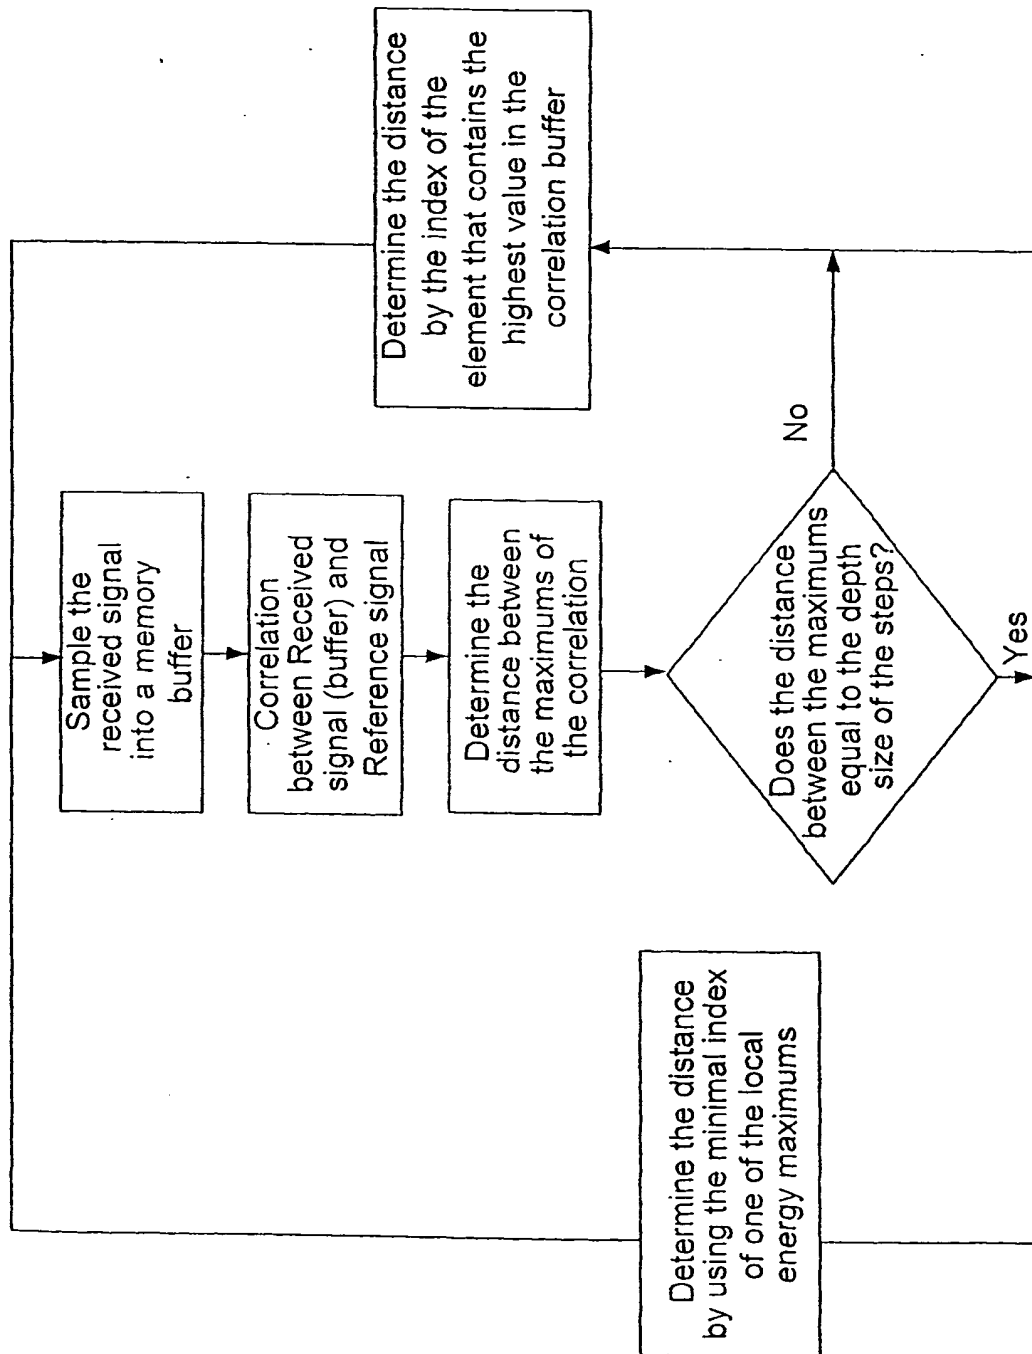 Sample the
received signal
into a memory
buffer
Correlation
between Received
signal (buffer) and
Reference signal
Determine the
distance between
the maximums of
the correlation
Does the distance
between the maximums
equal to the depth
size of the steps?
No
Yes
Determine the distance
by the index of the
element that contains the
highest value in the
correlation buffer
Determine the distance
by using the minimal index
of one of the local
energy maximums